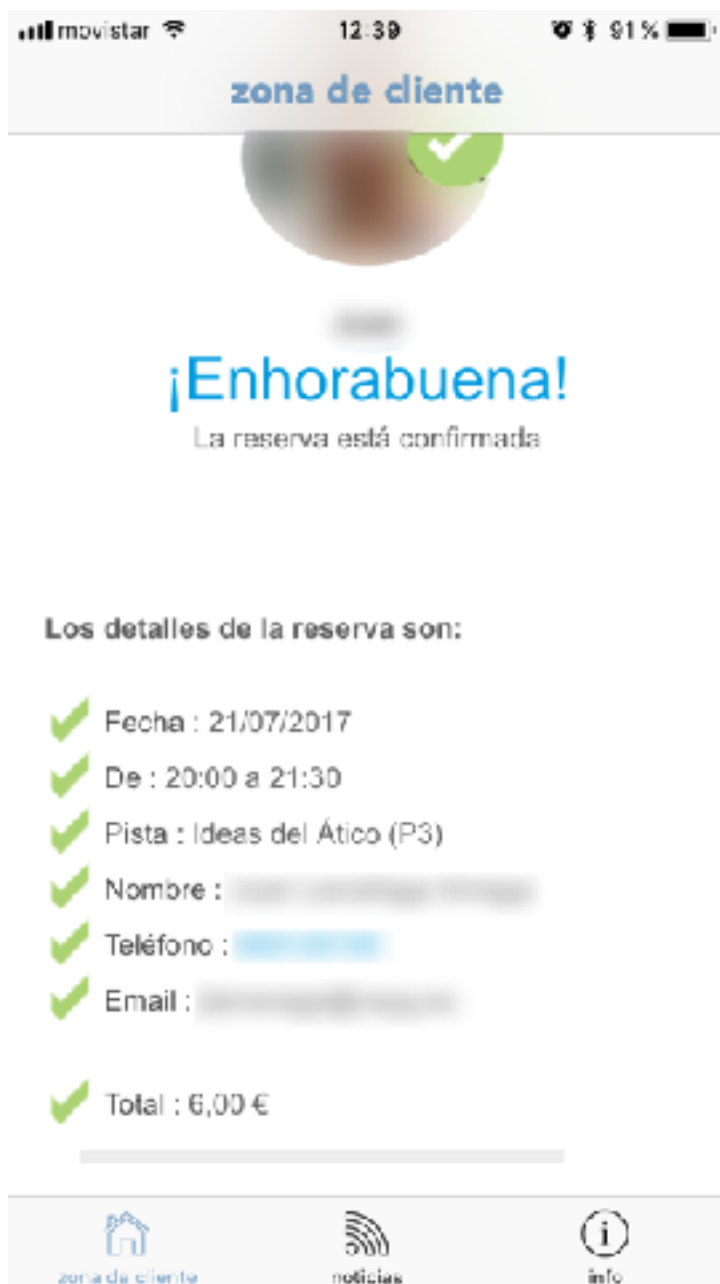 movistar 12:39 91 %
zona de cliente
¡Enhorabuena!
La reserva está confirmada
Los detalles de la reserva son:
Fecha : 21/07/2017
De : 20:00 a 21:30
Pista : Ideas del Ático (P3)
Nombre :
Teléfono :
Email :
Total : 6,00 €
zona de cliente noticias info